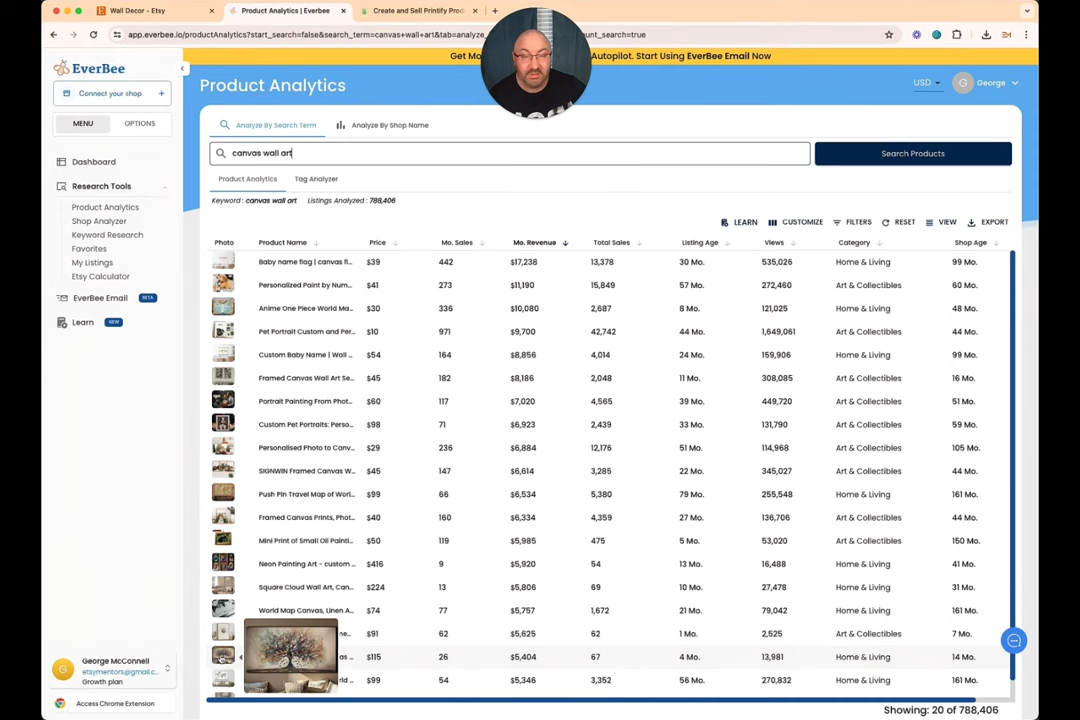 Wall Decor - Etsy
Product Analytics | Everbee
Create and Sell Printify Prod
app.everbee.io/productAnalytics?start_search=false&search_term=canvas+wall+art&tab=analyze_
ount_search=true
Get Mo
Autopilot. Start Using EverBee Email Now
EverBee
Connect your shop +
MENU OPTIONS
Dashboard
Research Tools
Product Analytics
Shop Analyzer
Keyword Research
Favorites
My Listings
Etsy Calculator
EverBee Email BETA
Learn NEW
George McConnell
etsymentors@gmail.c...
Growth plan
Access Chrome Extension
Product Analytics
USD
G George
Analyze By Search Term Analyze By Shop Name
canvas wall art
Search Products
Product Analytics Tag Analyzer
Keyword : canvas wall art Listings Analyzed : 788,406
LEARN CUSTOMIZE FILTERS RESET VIEW EXPORT
Photo Product Name Price Mo. Sales Mo. Revenue Total Sales Listing Age Views Category Shop Age
Baby name flag | canvas fl... $39 442 $17,238 13,378 30 Mo. 535,026 Home & Living 99 Mo.
Personalized Paint by Num... $41 273 $11,190 15,849 57 Mo. 272,460 Art & Collectibles 60 Mo.
Anime One Piece World Ma... $30 336 $10,080 2,687 8 Mo. 121,025 Home & Living 48 Mo.
Pet Portrait Custom and Per... $10 971 $9,700 42,742 44 Mo. 1,649,061 Art & Collectibles 44 Mo.
Custom Baby Name | Wall ... $54 164 $8,856 4,014 24 Mo. 159,906 Home & Living 99 Mo.
Framed Canvas Wall Art Se... $45 182 $8,186 2,048 11 Mo. 308,085 Art & Collectibles 16 Mo.
Portrait Painting From Phot... $60 117 $7,020 4,565 39 Mo. 449,720 Art & Collectibles 51 Mo.
Custom Pet Portraits: Perso... $98 71 $6,923 2,439 33 Mo. 131,790 Art & Collectibles 59 Mo.
Personalised Photo to Canv... $29 236 $6,884 12,176 31 Mo. 114,968 Art & Collectibles 105 Mo.
SIGNWIN Framed Canvas W... $45 147 $6,614 3,285 22 Mo. 345,027 Art & Collectibles 44 Mo.
Push Pin Travel Map of Worl... $99 66 $6,534 5,380 79 Mo. 255,548 Home & Living 161 Mo.
Framed Canvas Prints, Phot... $40 160 $6,334 4,359 27 Mo. 136,706 Art & Collectibles 44 Mo.
Mini Print of Small Oil Painti... $50 119 $5,985 475 5 Mo. 53,020 Art & Collectibles 150 Mo.
Neon Painting Art - custom ... $416 9 $5,920 54 13 Mo. 16,488 Home & Living 41 Mo.
Square Cloud Wall Art, Can... $224 13 $5,806 69 10 Mo. 27,478 Home & Living 31 Mo.
World Map Canvas, Linen A... $74 77 $5,757 1,672 21 Mo. 79,042 Home & Living 161 Mo.
ne... $91 62 $5,625 62 1 Mo. 2,525 Home & Living 7 Mo.
as ... $115 26 $5,404 67 4 Mo. 13,981 Home & Living 14 Mo.
rld ... $99 54 $5,346 3,352 56 Mo. 270,832 Home & Living 161 Mo.
Showing: 20 of 788,406